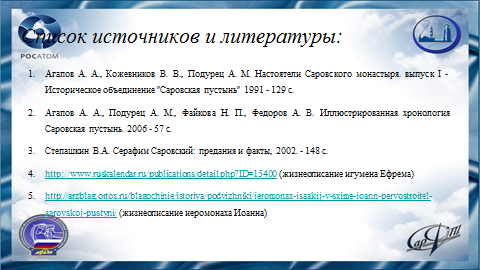 Список источников и литературы:
РОСАТОМ
1. Агапов А. А., Кожевников В. В., Подурец А. М. Настоятели Саровского монастыря. выпуск I -
Историческое объединение "Саровская пустынь" 1991 - 129 с.
2. Агапов А. А., Подурец А. М., Файкова Н. П., Федоров А. В. Иллюстрированная хронология
Саровская пустынь. 2006 - 57 с.
3. Степашкин В.А. Серафим Саровский: предания и факты, 2002. - 148 с.
4. http://www.ruskalendar.ru/publications/detail.php?ID=15400 (жизнеописание игумена Ефрема)
5. http://arzblag.ortox.ru/blagochinie/istoriya/podvizhniki/ieromonax-isaakij-v-sxime-ioann-pervostroitel-
sarovskoj-pustyni/ (жизнеописание иеромонаха Иоанна)